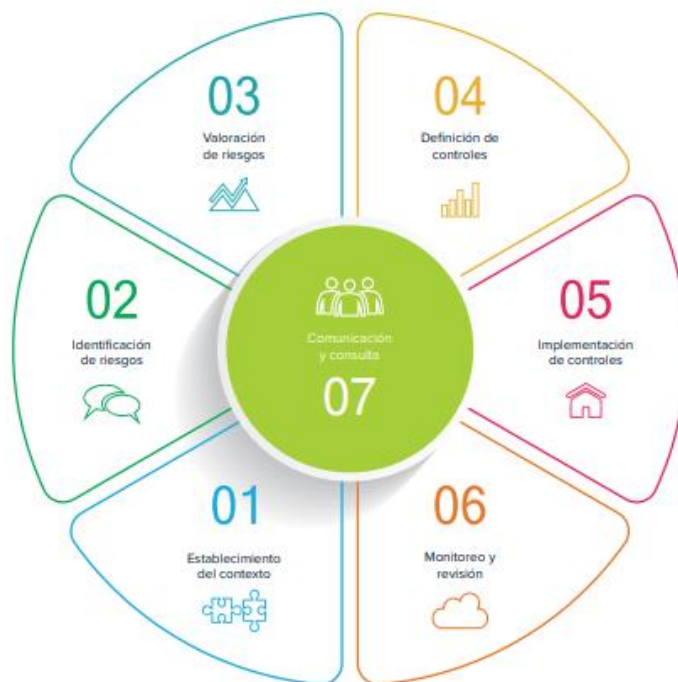 01
Establecimiento
del contexto
02
Identificación
de riesgos
03
Valoración
de riesgos
04
Definición de
controles
05
Implementación
de controles
06
Monitoreo y
revisión
Comunicación
y consulta
07